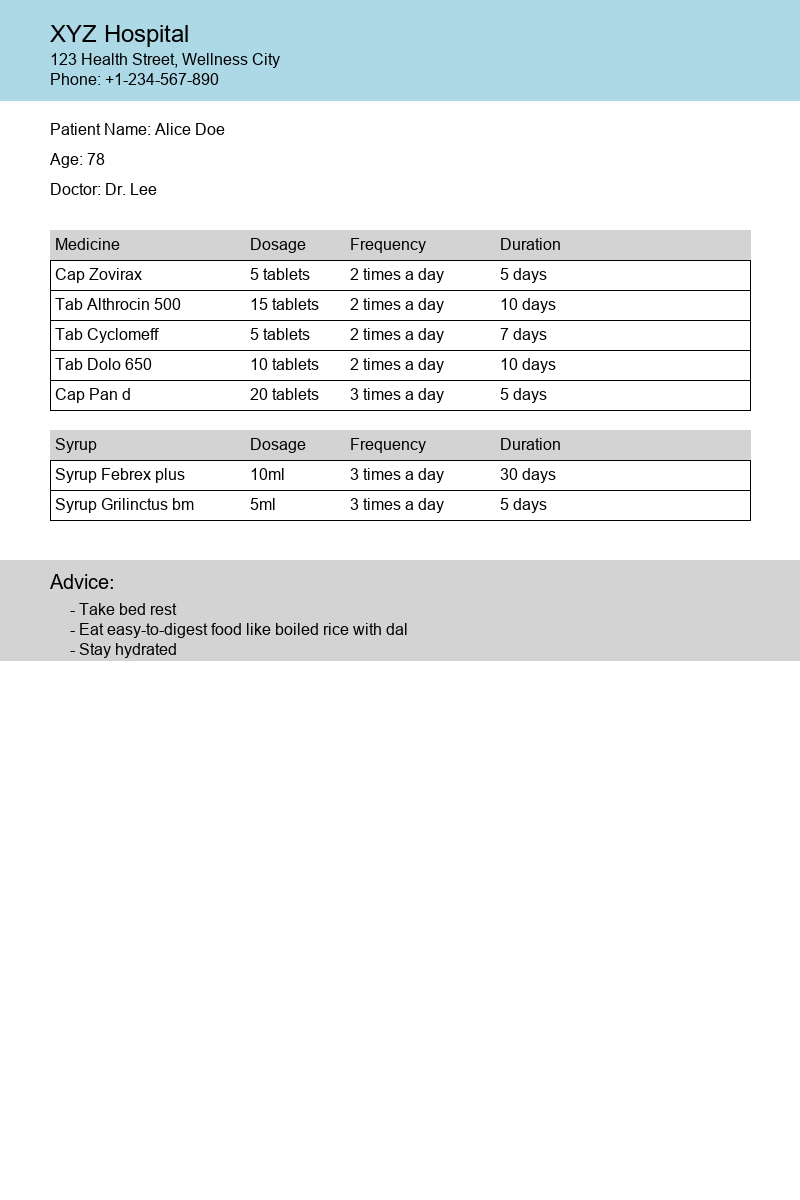 XYZ Hospital
123 Health Street, Wellness City
Phone: +1-234-567-890
Patient Name: Alice Doe
Age: 78
Doctor: Dr. Lee
Medicine Dosage Frequency Duration
Cap Zovirax 5 tablets 2 times a day 5 days
Tab Althrocin 500 15 tablets 2 times a day 10 days
Tab Cyclomeff 5 tablets 2 times a day 7 days
Tab Dolo 650 10 tablets 2 times a day 10 days
Cap Pan d 20 tablets 3 times a day 5 days
Syrup Dosage Frequency Duration
Syrup Febrex plus 10ml 3 times a day 30 days
Syrup Grilinctus bm 5ml 3 times a day 5 days
Advice:
- Take bed rest
- Eat easy-to-digest food like boiled rice with dal
- Stay hydrated